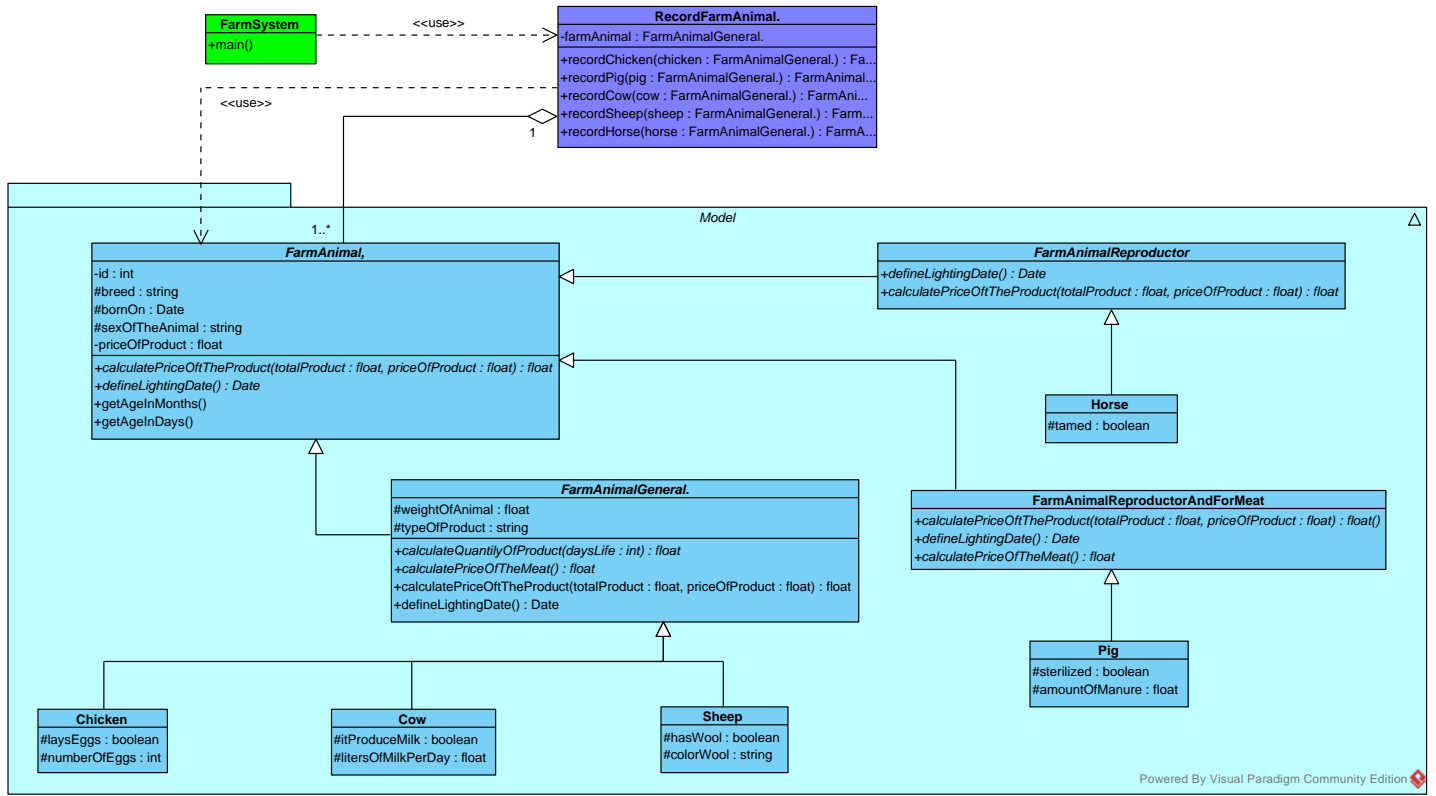 FarmSystem
+main()
<<use>>
RecordFarmAnimal.
-farmAnimal : FarmAnimalGeneral.
+recordChicken(chicken : FarmAnimalGeneral.) : Fa...
+recordPig(pig : FarmAnimalGeneral.) : FarmAnimal...
+recordCow(cow : FarmAnimalGeneral.) : FarmAni...
+recordSheep(sheep : FarmAnimalGeneral.) : Farm...
+recordHorse(horse : FarmAnimalGeneral.) : FarmA...
<<use>>
1
1..*
Model
FarmAnimal,
-id : int
#breed : string
#bornOn : Date
#sexOfTheAnimal : string
-priceOfProduct : float
+calculatePriceOftTheProduct(totalProduct : float, priceOfProduct : float) : float
+defineLightingDate() : Date
+getAgeInMonths()
+getAgeInDays()
FarmAnimalReproductor
+defineLightingDate() : Date
+calculatePriceOftTheProduct(totalProduct : float, priceOfProduct : float) : float
Horse
#tamed : boolean
FarmAnimalGeneral.
#weightOfAnimal : float
#typeOfProduct : string
+calculateQuantilyOfProduct(daysLife : int) : float
+calculatePriceOfTheMeat() : float
+calculatePriceOftTheProduct(totalProduct : float, priceOfProduct : float) : float
+defineLightingDate() : Date
FarmAnimalReproductorAndForMeat
+calculatePriceOftTheProduct(totalProduct : float, priceOfProduct : float) : float()
+defineLightingDate() : Date
+calculatePriceOfTheMeat() : float
Pig
#sterilized : boolean
#amountOfManure : float
Chicken
#laysEggs : boolean
#numberOfEggs : int
Cow
#itProduceMilk : boolean
#litersOfMilkPerDay : float
Sheep
#hasWool : boolean
#colorWool : string
Powered By Visual Paradigm Community Edition